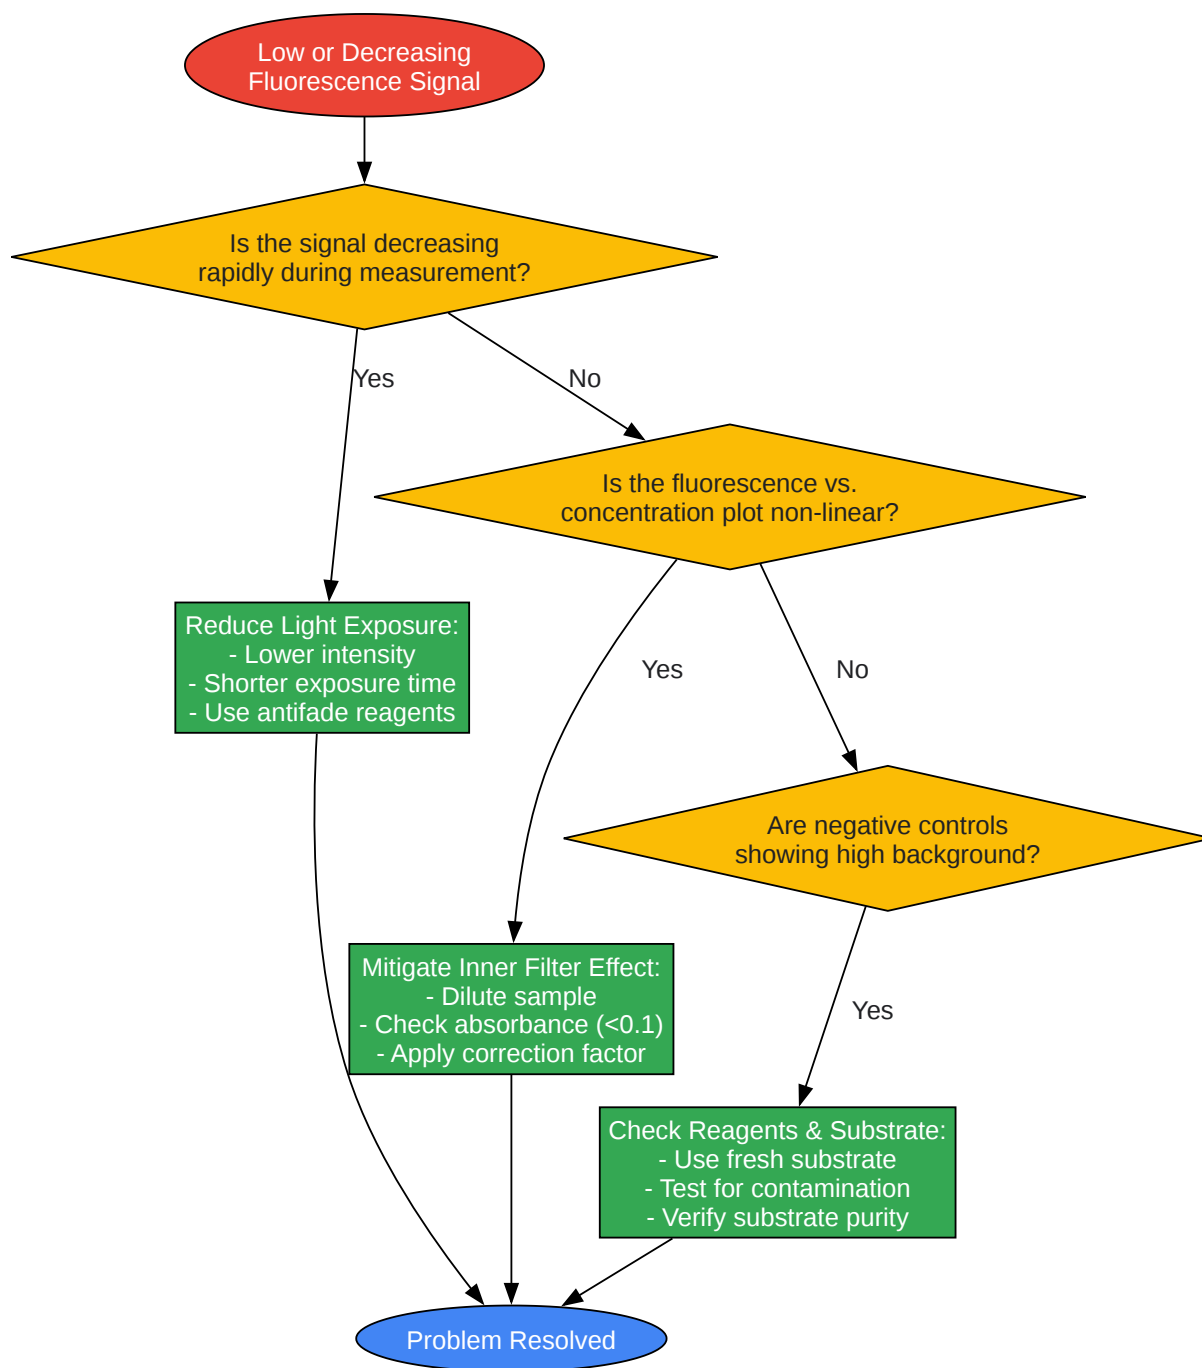 Low or Decreasing
Fluorescence Signal
Is the signal decreasing
rapidly during measurement?
Yes
No
Is the fluorescence vs.
concentration plot non-linear?
Reduce Light Exposure:
- Lower intensity
- Shorter exposure time
- Use antifade reagents
Yes
No
Are negative controls
showing high background?
Mitigate Inner Filter Effect:
- Dilute sample
- Check absorbance (<0.1)
- Apply correction factor
Yes
Check Reagents & Substrate:
- Use fresh substrate
- Test for contamination
- Verify substrate purity
Problem Resolved